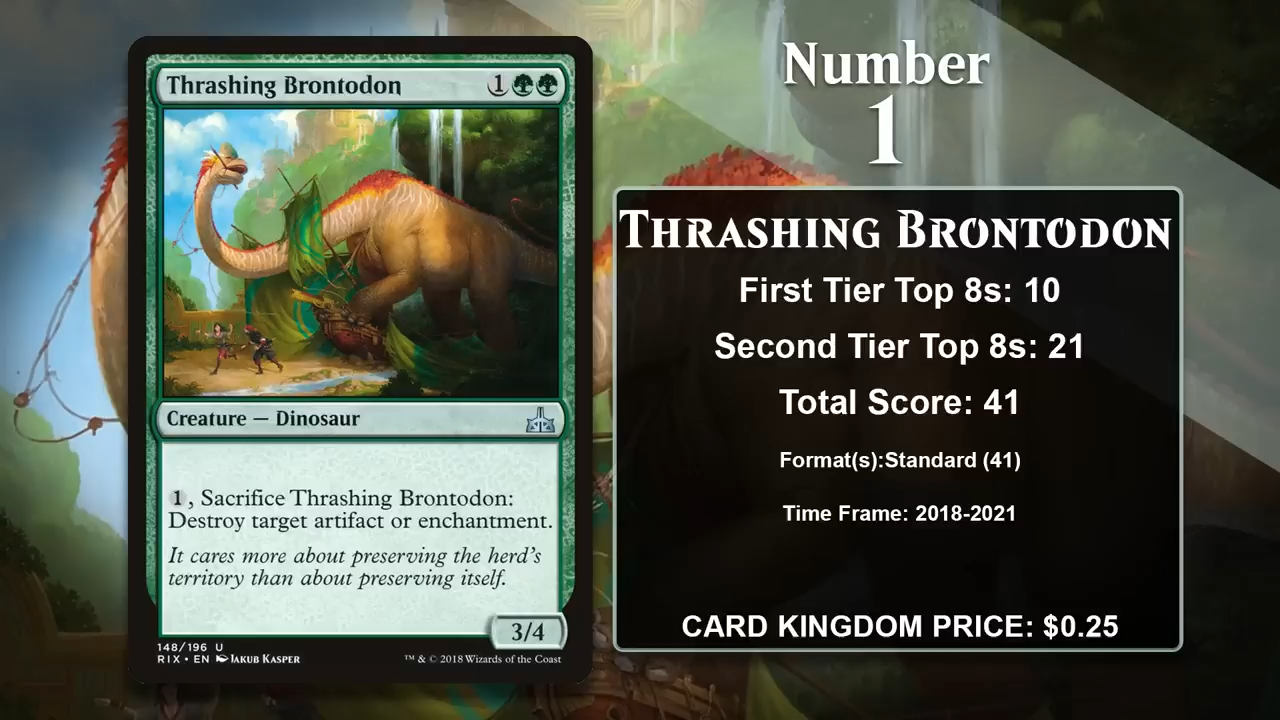 Thrashing Brontodon 1
Number
1
THRASHING BRONTODON
First Tier Top 8s: 10
Second Tier Top 8s: 21
Total Score: 41
Format(s):Standard (41)
Time Frame: 2018-2021
CARD KINGDOM PRICE: $0.25
Creature — Dinosaur
1, Sacrifice Thrashing Brontodon:
Destroy target artifact or enchantment.
It cares more about preserving the herd's
territory than about preserving itself.
3/4
148/196 U
RIX • EN Jakub Kasper
™ & © 2018 Wizards of the Coast